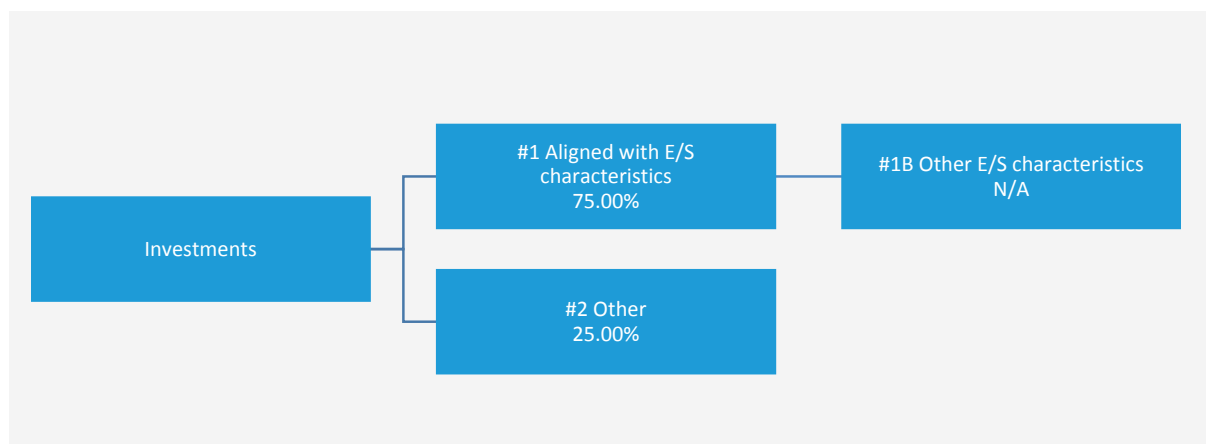 Investments
#1 Aligned with E/S
characteristics
75.00%
#1B Other E/S characteristics
N/A
#2 Other
25.00%